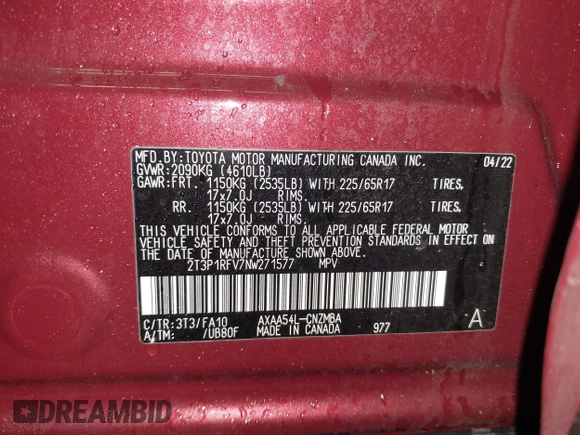 MFD.BY:TOYOTA MOTOR MANUFACTURING CANADA INC. 04/22
GVWR:2090KG (4610LB)
GAWR:FRT. 1150KG (2535LB) WITH 225/65R17 TIRES,
17x7.0J RIMS.
RR. 1150KG (2535LB) WITH 225/65R17 TIRES,
17x7.0J RIMS.
THIS VEHICLE CONFORMS TO ALL APPLICABLE FEDERAL MOTOR
VEHICLE SAFETY AND THEFT PREVENTION STANDARDS IN EFFECT ON
THE DATE OF MANUFACTURE SHOWN ABOVE.
2T3P1RFV7NW271577 MPV
C/TR:3T3/FA10 AXAA54L-CNZMBA
A/TM: /UB80F MADE IN CANADA 977 A
DREAMBID